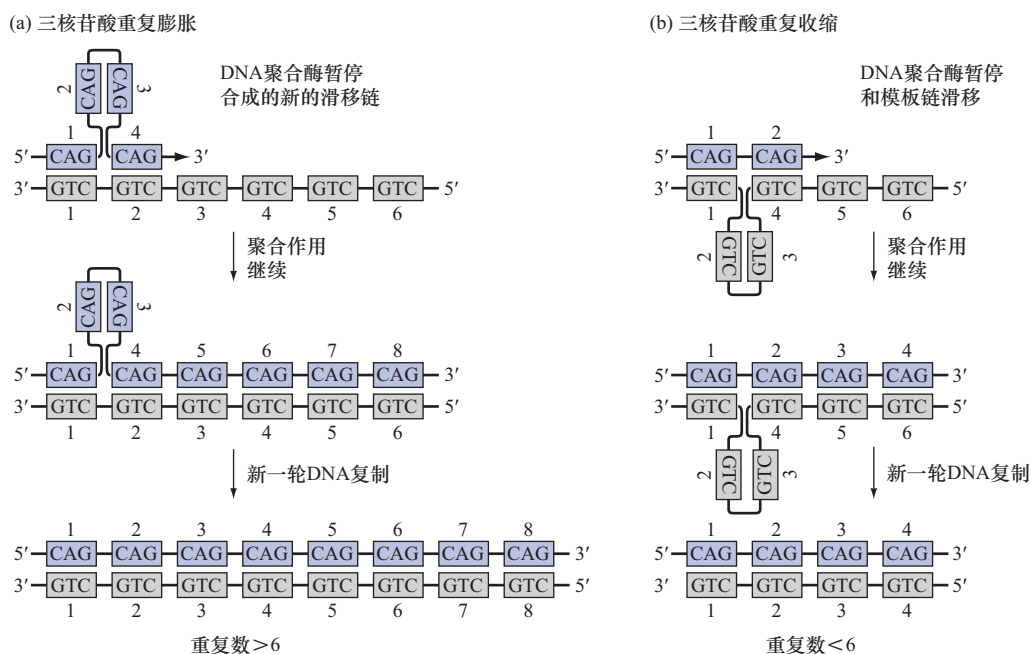 (a) 三核苷酸重复膨胀
DNA聚合酶暂停
合成的新的滑移链
2 CAG CAG 3
1 4
5′ CAG CAG 3′
3′ GTC GTC GTC GTC GTC GTC 5′
1 2 3 4 5 6
聚合作用
继续
2 CAG CAG 3
1 4 5 6 7 8
5′ CAG CAG CAG CAG CAG CAG 3′
3′ GTC GTC GTC GTC GTC GTC 5′
1 2 3 4 5 6
新一轮DNA复制
1 2 3 4 5 6 7 8
5′ CAG CAG CAG CAG CAG CAG CAG CAG 3′
3′ GTC GTC GTC GTC GTC GTC GTC GTC 5′
1 2 3 4 5 6 7 8
重复数＞6
(b) 三核苷酸重复收缩
DNA聚合酶暂停
和模板链滑移
1 2
5′ CAG CAG 3′
3′ GTC GTC GTC GTC 5′
1 4 5 6
2 GTC GTC 3
聚合作用
继续
1 2 3 4
5′ CAG CAG CAG CAG 3′
3′ GTC GTC GTC GTC 5′
1 4 5 6
2 GTC GTC 3
新一轮DNA复制
1 2 3 4
5′ CAG CAG CAG CAG 3′
3′ GTC GTC GTC GTC 5′
1 2 3 4
重复数＜6